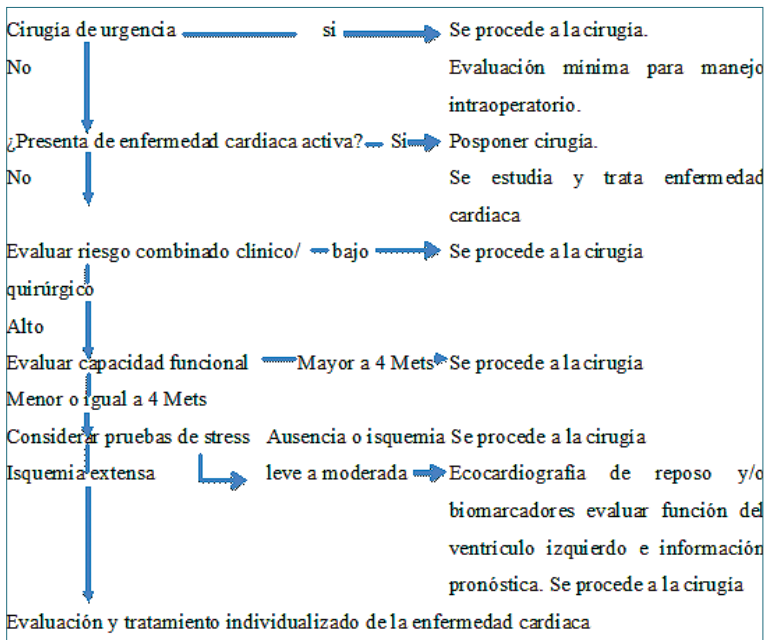 Cirugía de urgencia si Se procede a la cirugía.
No Evaluación mínima para manejo
intraoperatorio.
¿Presenta de enfermedad cardiaca activa? Si Posponer cirugía.
No Se estudia y trata enfermedad
cardiaca
Evaluar riesgo combinado clínico/ bajo Se procede a la cirugía
quirúrgico
Alto
Evaluar capacidad funcional Mayor a 4 Mets Se procede a la cirugía
Menor o igual a 4 Mets
Considerar pruebas de stress Ausencia o isquemia Se procede a la cirugía
Isquemia extensa leve a moderada Ecocardiografía de reposo y/o
biomarcadores evaluar función del
ventrículo izquierdo e información
pronóstica. Se procede a la cirugía
Evaluación y tratamiento individualizado de la enfermedad cardiaca